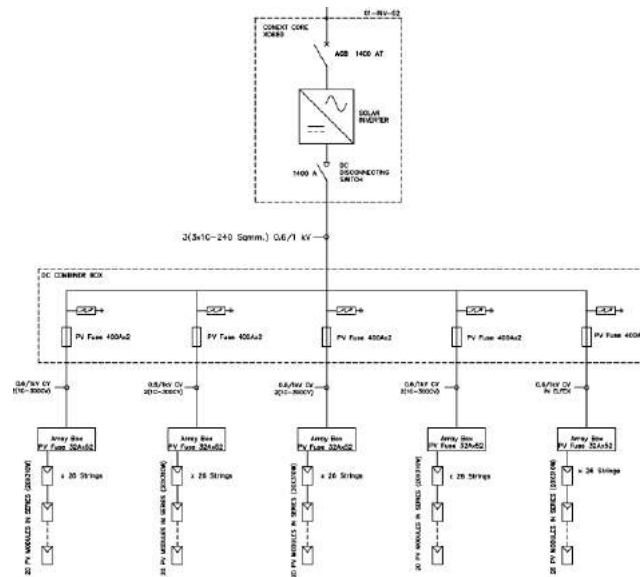 01-INV-02
CONEXT CORE
XC680
ACB 1400 AT
SOLAR
INVERTER
DC
DISCONNECTING
SWITCH
1400 A
0.6/1 kV
DC COMBINER BOX
PV Fuse 400Ax2
PV Fuse 400Ax2
PV Fuse 400Ax2
PV Fuse 400Ax2
PV Fuse 400A
0.6/1kV CV
0.6/1kV CV
0.6/1kV CV
0.6/1kV CV
0.6/1kV CV
Array Box
PV Fuse 32Ax52
Array Box
PV Fuse 32Ax52
Array Box
PV Fuse 32Ax52
Array Box
PV Fuse 32Ax52
Array Box
PV Fuse 32Ax52
x 26 Strings
x 26 Strings
x 26 Strings
x 26 Strings
x 26 Strings
20 PV MODULES IN SERIES (20X310W)
20 PV MODULES IN SERIES (20X310W)
20 PV MODULES IN SERIES (20X310W)
20 PV MODULES IN SERIES (20X310W)
20 PV MODULES IN SERIES (20X310W)